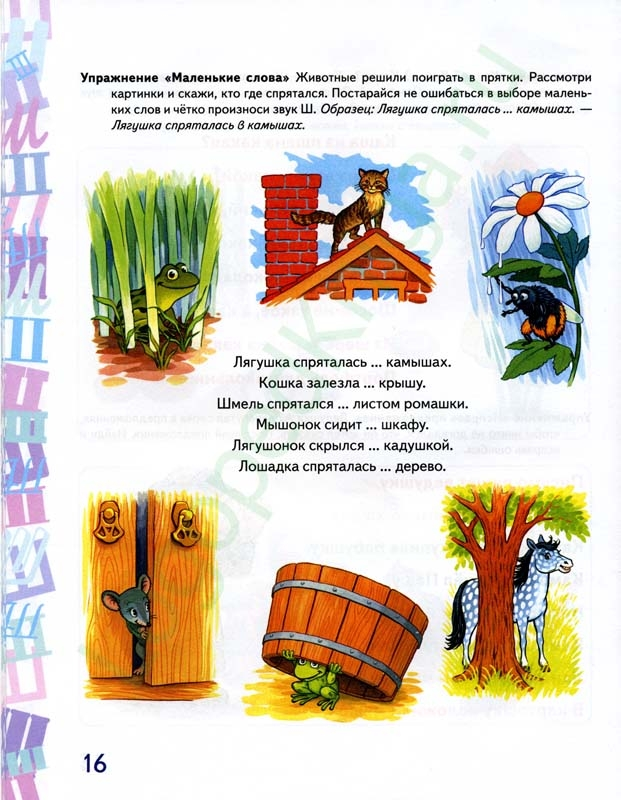 Упражнение «Маленькие слова» Животные решили поиграть в прятки. Рассмотри
картинки и скажи, кто где спрятался. Постарайся не ошибаться в выборе малень-
ких слов и чётко произноси звук Ш. Образец: Лягушка спряталась ... камышах. —
Лягушка спряталась в камышах.
Лягушка спряталась ... камышах.
Кошка залезла ... крышу.
Шмель спрятался ... листом ромашки.
Мышонок сидит ... шкафу.
Лягушонок скрылся ... кадушкой.
Лошадка спряталась ... дерево.
16